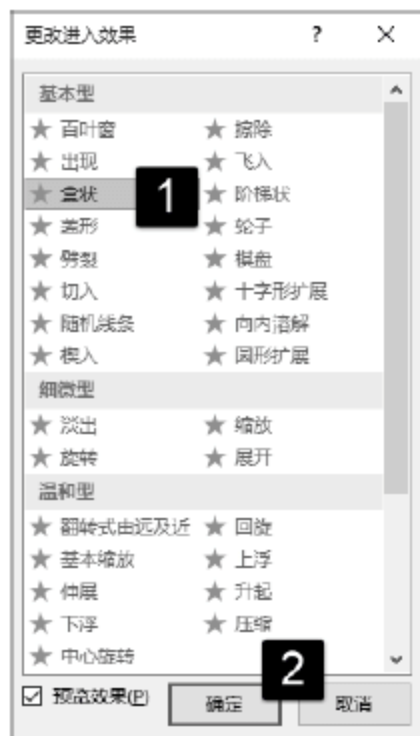 更改进入效果 ? ×
基本型
★ 百叶窗 ★ 擦除
★ 出现 ★ 飞入
★ 盒状 1 ★ 阶梯状
★ 菱形 ★ 轮子
★ 劈裂 ★ 棋盘
★ 切入 ★ 十字形扩展
★ 随机线条 ★ 向内溶解
★ 楔入 ★ 圆形扩展
细微型
★ 淡出 ★ 缩放
★ 旋转 ★ 展开
温和型
★ 翻转式由远及近 ★ 回旋
★ 基本缩放 ★ 上浮
★ 伸展 ★ 升起
★ 下浮 ★ 压缩
★ 中心旋转
2
预览效果(P) 确定 取消